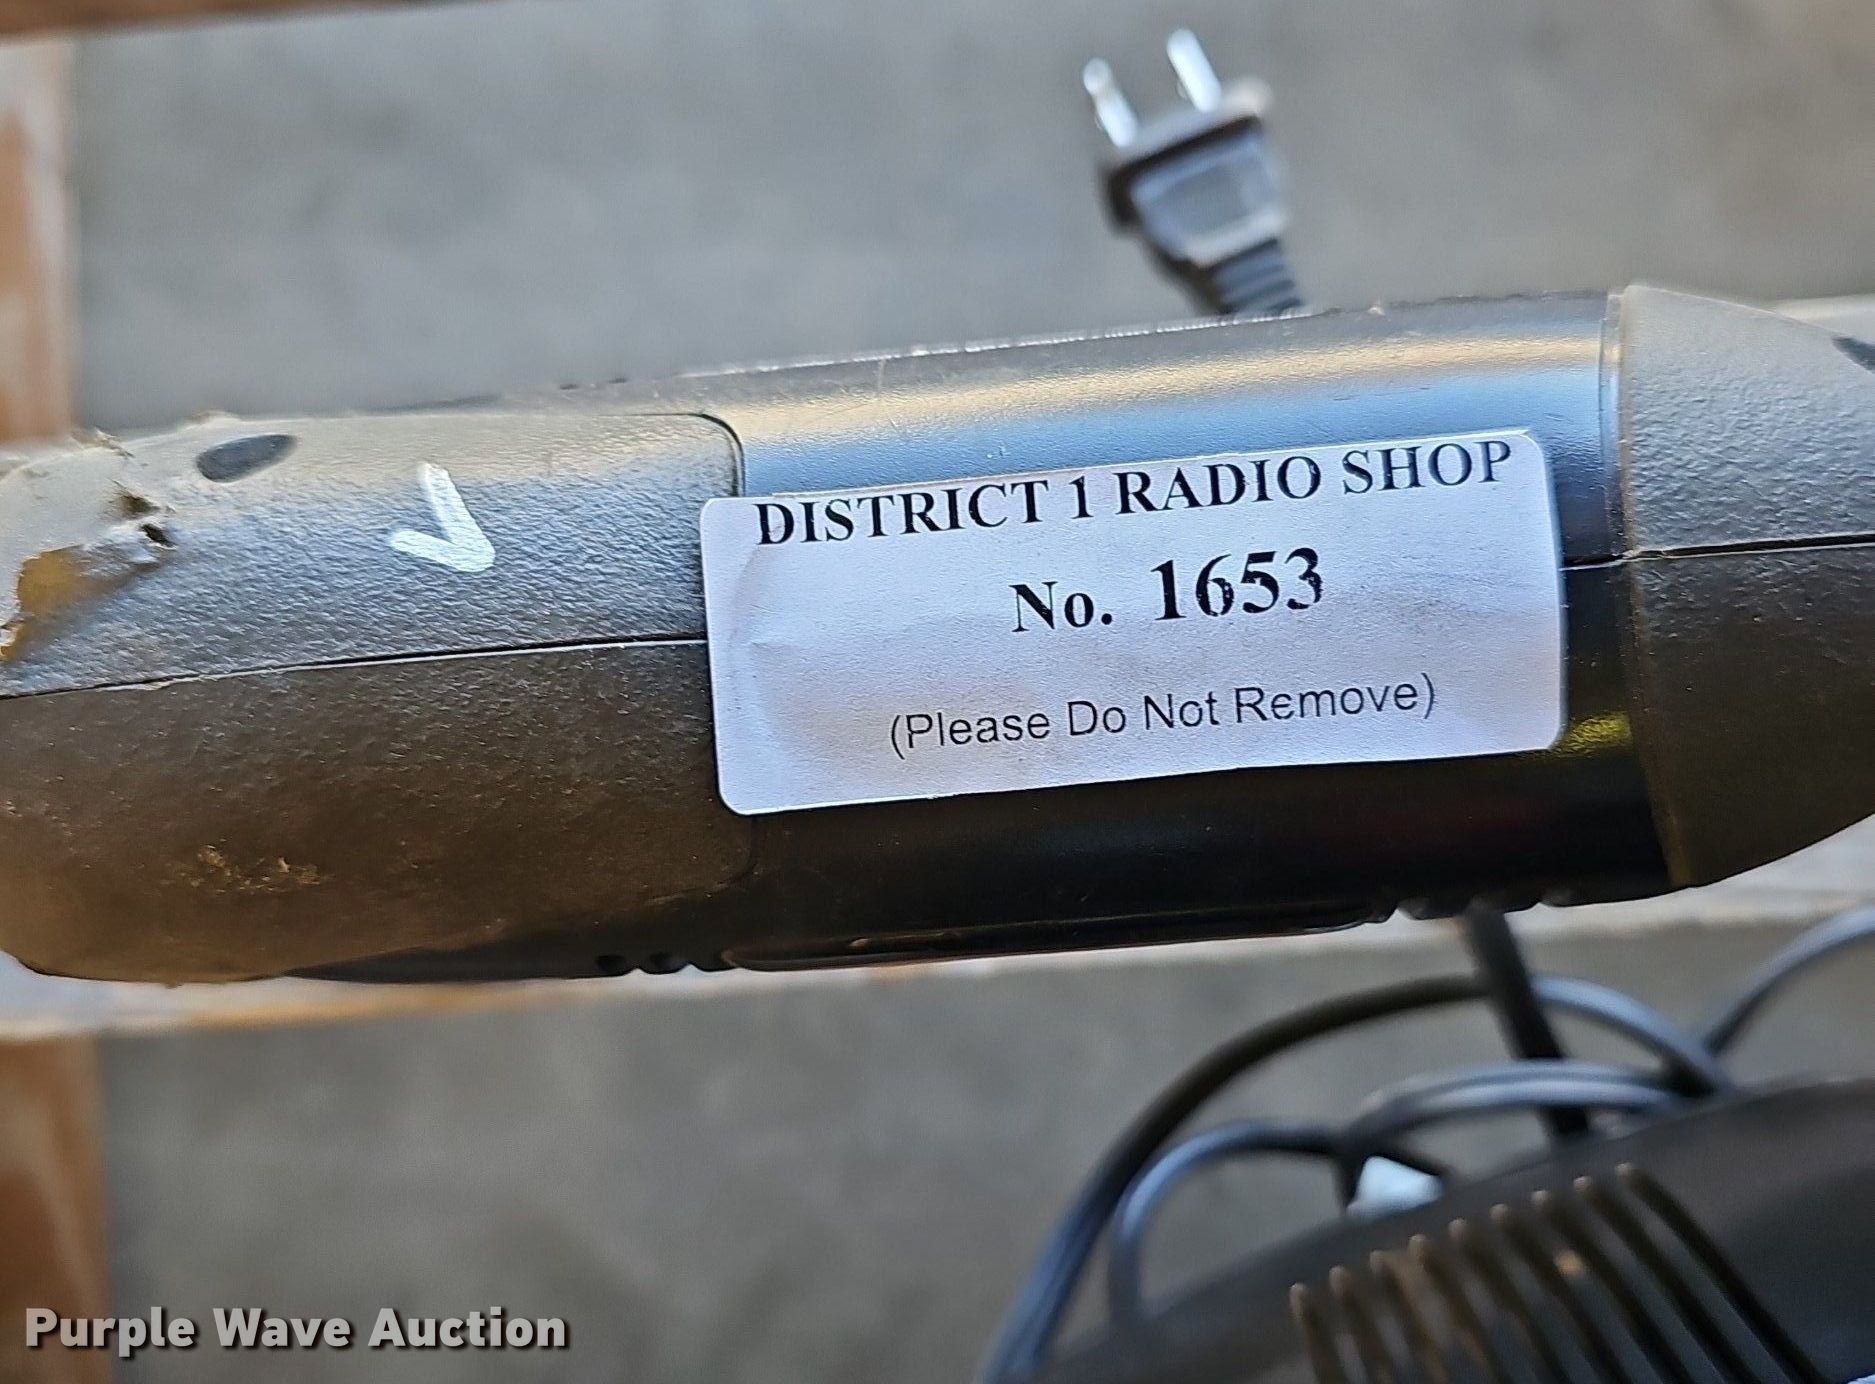 DISTRICT 1 RADIO SHOP
No. 1653
(Please Do Not Remove)
Purple Wave Auction